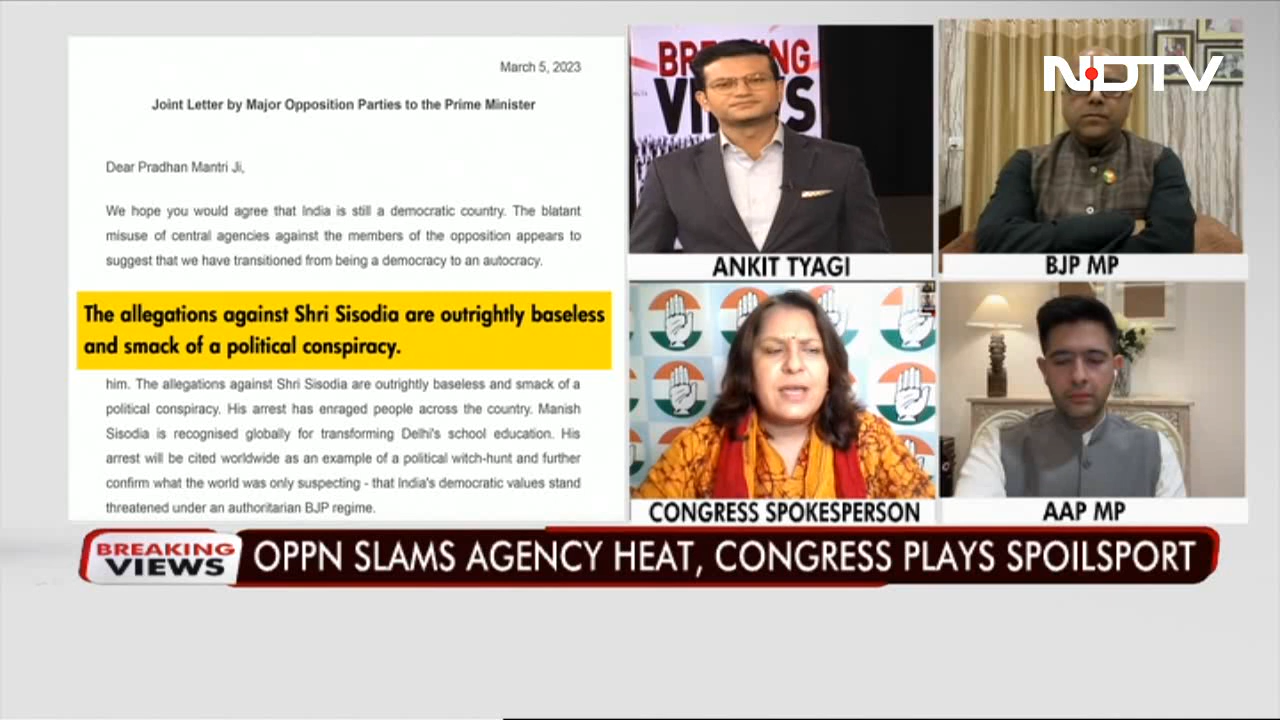 March 5, 2023
Joint Letter by Major Opposition Parties to the Prime Minister
Dear Pradhan Mantri Ji,
We hope you would agree that India is still a democratic country. The blatant
misuse of central agencies against the members of the opposition appears to
suggest that we have transitioned from being a democracy to an autocracy.
The allegations against Shri Sisodia are outrightly baseless
and smack of a political conspiracy.
him. The allegations against Shri Sisodia are outrightly baseless and smack of a
political conspiracy. His arrest has enraged people across the country. Manish
Sisodia is recognised globally for transforming Delhi's school education. His
arrest will be cited worldwide as an example of a political witch-hunt and further
confirm what the world was only suspecting - that India's democratic values stand
threatened under an authoritarian BJP regime.
NDTV
ANKIT TYAGI
BJP MP
CONGRESS SPOKESPERSON
AAP MP
BREAKING
VIEWS
OPPN SLAMS AGENCY HEAT, CONGRESS PLAYS SPOILSPORT